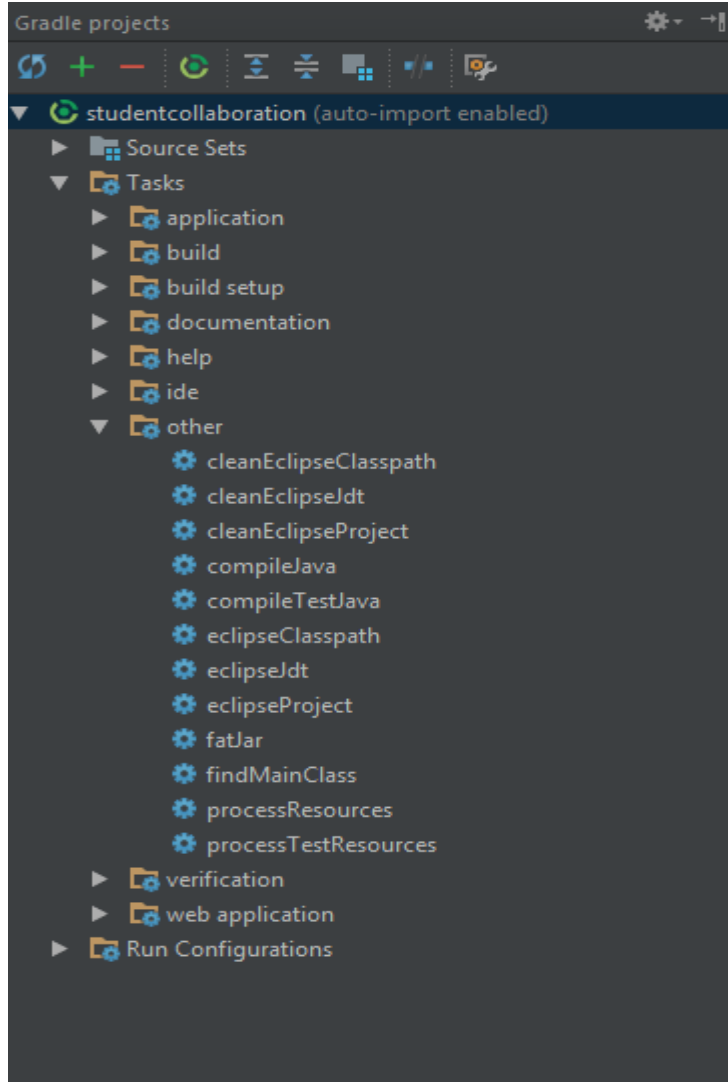 Gradle projects
studentcollaboration (auto-import enabled)
Source Sets
Tasks
application
build
build setup
documentation
help
ide
other
cleanEclipseClasspath
cleanEclipseJdt
cleanEclipseProject
compileJava
compileTestJava
eclipseClasspath
eclipseJdt
eclipseProject
fatJar
findMainClass
processResources
processTestResources
verification
web application
Run Configurations